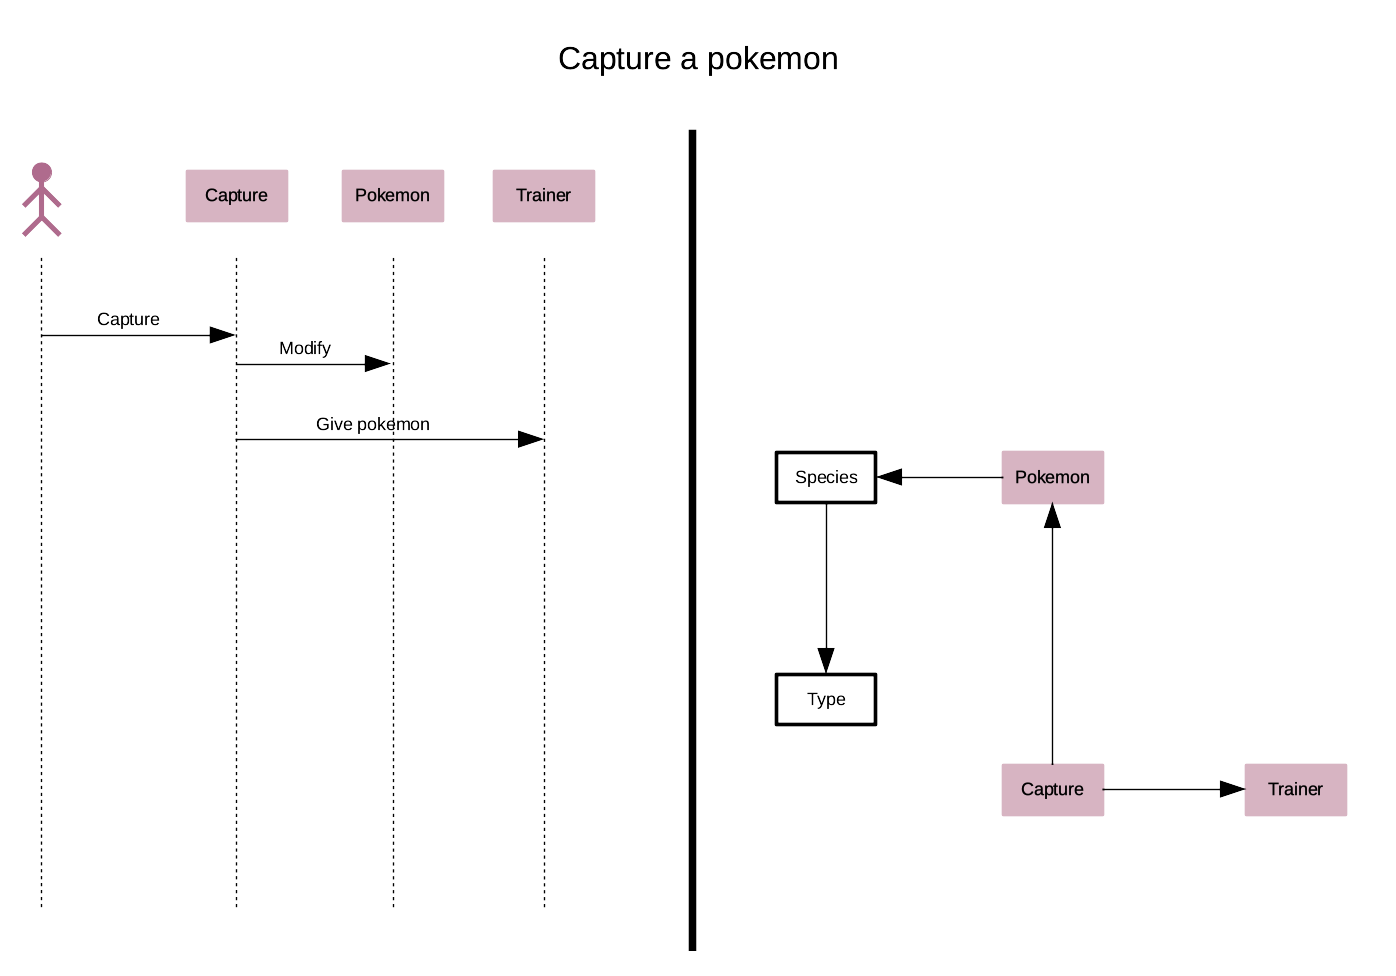 Capture a pokemon
Capture
Pokemon
Trainer
Capture
Modify
Give pokemon
Species
Pokemon
Type
Capture
Trainer